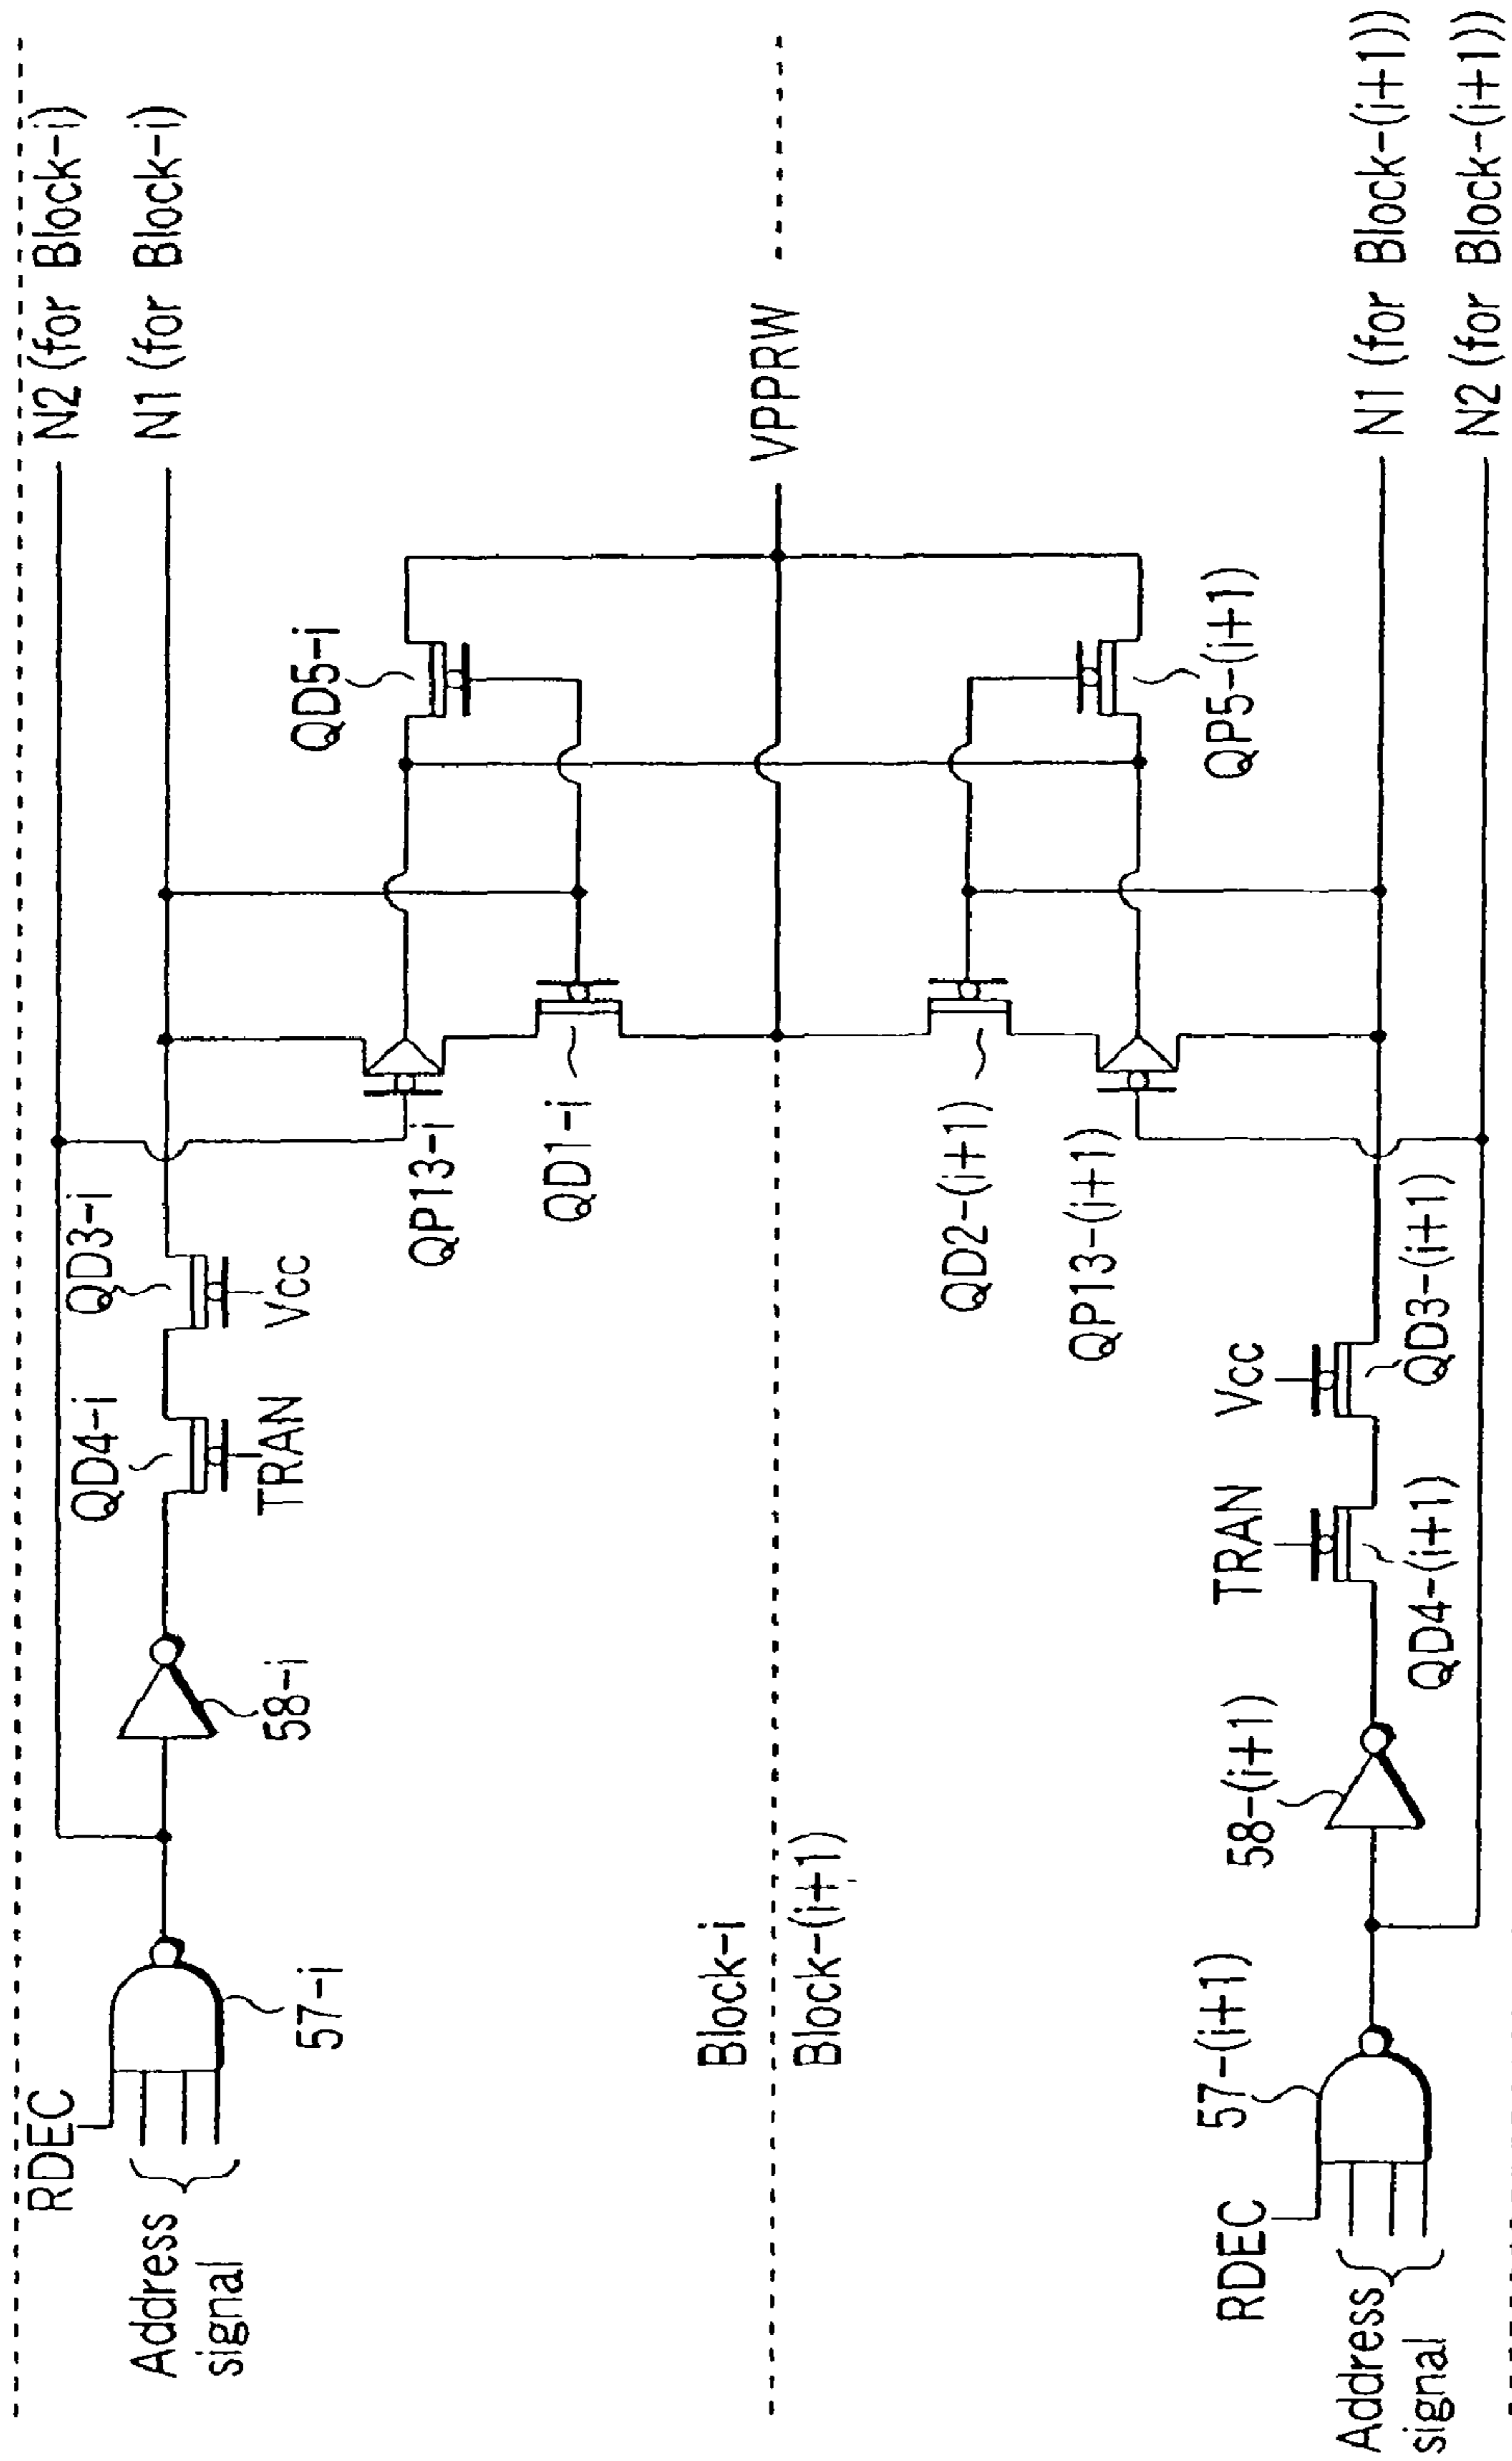 N2 (for Block-i)
N1 (for Block-i)
QD3-i
QD4-i
Vcc
TRAN
58-i
RDEC
57-i
Address
signal
QD5-i
QP13-i
QD1-i
VPPRW
Block-i
Block-(i+1)
QD2-(i+1)
QP13-(i+1)
QP5-(i+1)
Vcc
TRAN
QD3-(i+1)
QD4-(i+1)
58-(i+1)
57-(i+1)
RDEC
Address
signal
N1 (for Block-(i+1))
N2 (for Block-(i+1))